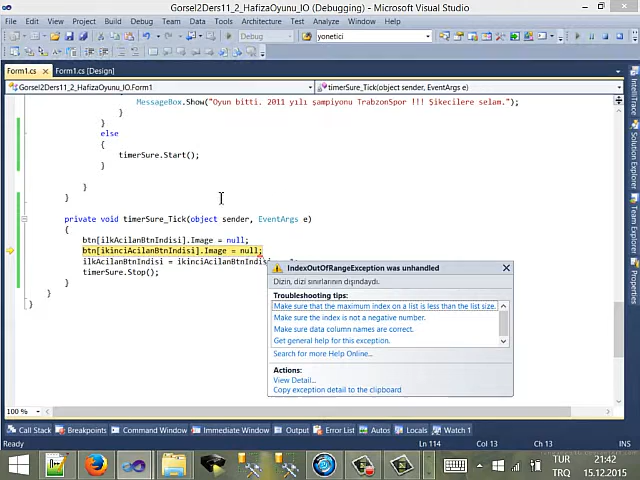 Gorsel2Ders11_2_HafizaOyunu_IO (Debugging) - Microsoft Visual Studio
File Edit View Project Build Debug Team Data Tools Architecture Test Analyze Window Help
Debug yonetici
Form1.cs Form1.cs [Design]
Gorsel2Ders11_2_HafizaOyunu_IO.Form1 timerSure_Tick(object sender, EventArgs e)
MessageBox.Show("Oyun bitti. 2011 yılı şampiyonu TrabzonSpor !!! Şikecilere selam.");
}
}
else
{
timerSure.Start();
}
}
}
private void timerSure_Tick(object sender, EventArgs e)
{
btn[ilkAcilanBtnIndisi].Image = null;
btn[ikinciAcilanBtnIndisi].Image = null;
ilkAcilanBtnIndisi = ikinciAcilanBtnIndisi
timerSure.Stop();
}
}
}
IndexOutOfRangeException was unhandled
Dizin, dizi sınırlarının dışındaydı.
Troubleshooting tips:
Make sure that the maximum index on a list is less than the list size.
Make sure the index is not a negative number.
Make sure data column names are correct.
Get general help for this exception.
Search for more Help Online...
Actions:
View Detail...
Copy exception detail to the clipboard
IntelliTrace
Solution Explorer
Team Explorer
Properties
100 %
Call Stack Breakpoints Command Window Immediate Window Output Error List Autos Locals Watch 1
Ready Ln 114 Col 13 Ch 13 INS
TUR 21:42
TRQ 15.12.2015